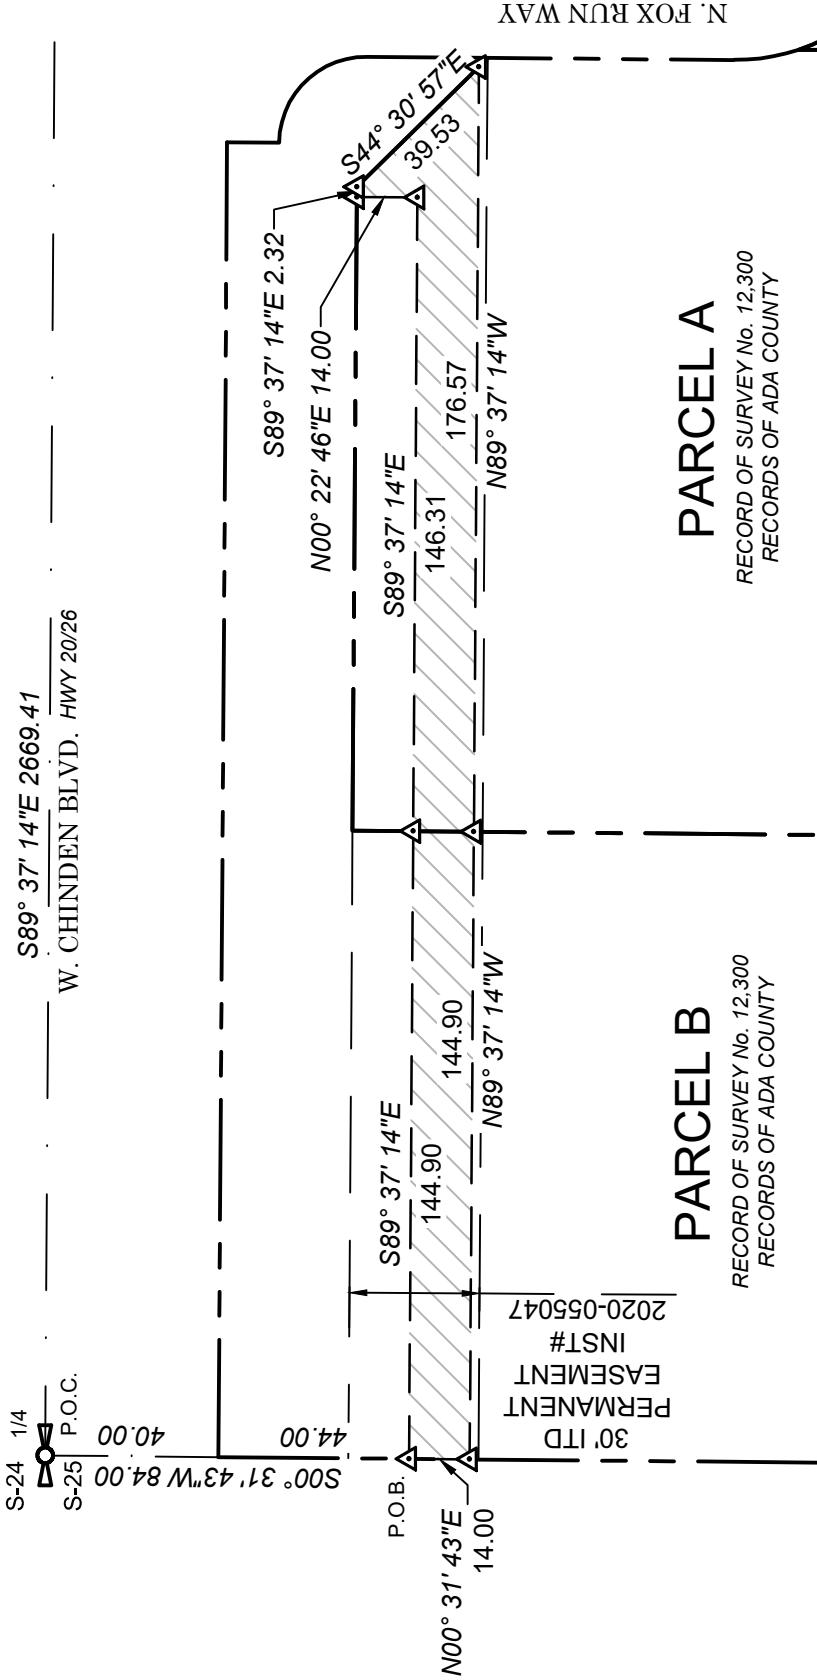 S-24 1/4
S-25 P.O.C.
S89° 37' 14"E 2669.41
W. CHINDEN BLVD. HWY 20/26
N. FOX RUN WAY
40.00
44.00
S00° 31' 43"W 84.00
P.O.B.
N00° 31' 43"E
14.00
30' ITD
PERMANENT
EASEMENT
INST#
2020-055047
S89° 37' 14"E
144.90
144.90
N89° 37' 14"W
S89° 37' 14"E 2.32
N00° 22' 46"E 14.00
S89° 37' 14"E
146.31
176.57
N89° 37' 14"W
S44° 30' 57"E
39.53
PARCEL B
RECORD OF SURVEY No. 12,300
RECORDS OF ADA COUNTY
PARCEL A
RECORD OF SURVEY No. 12,300
RECORDS OF ADA COUNTY